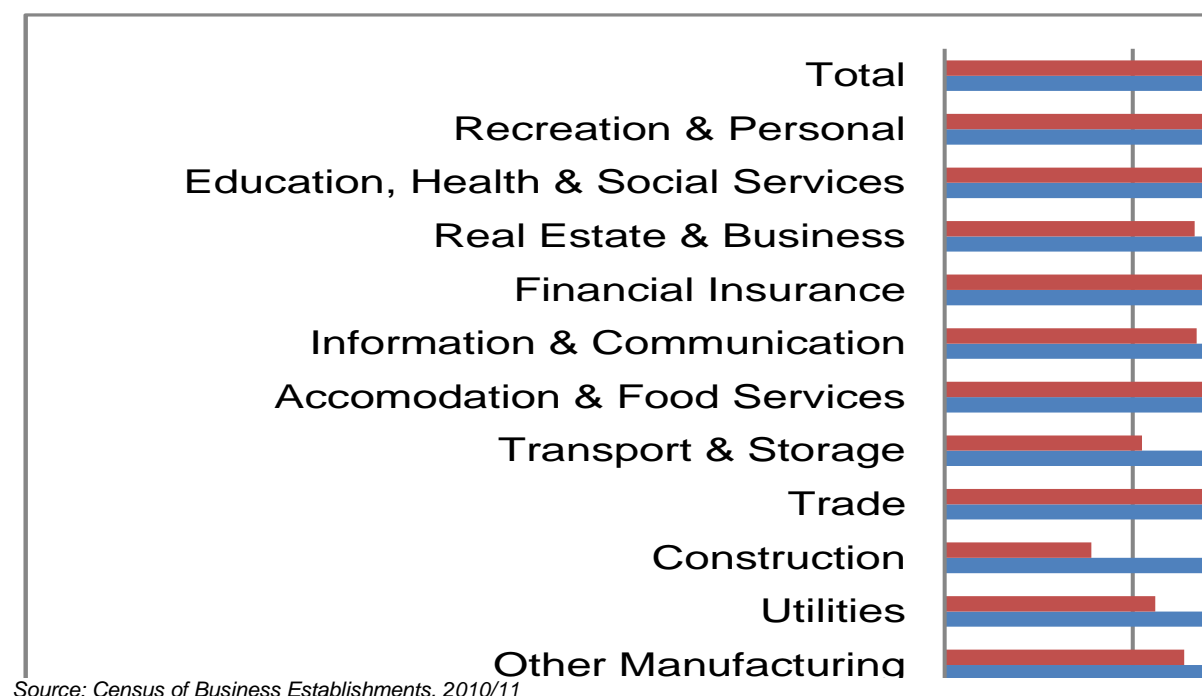 Total
Recreation & Personal
Education, Health & Social Services
Real Estate & Business
Financial Insurance
Information & Communication
Accomodation & Food Services
Transport & Storage
Trade
Construction
Utilities
Other Manufacturing
Source: Census of Business Establishments, 2010/11